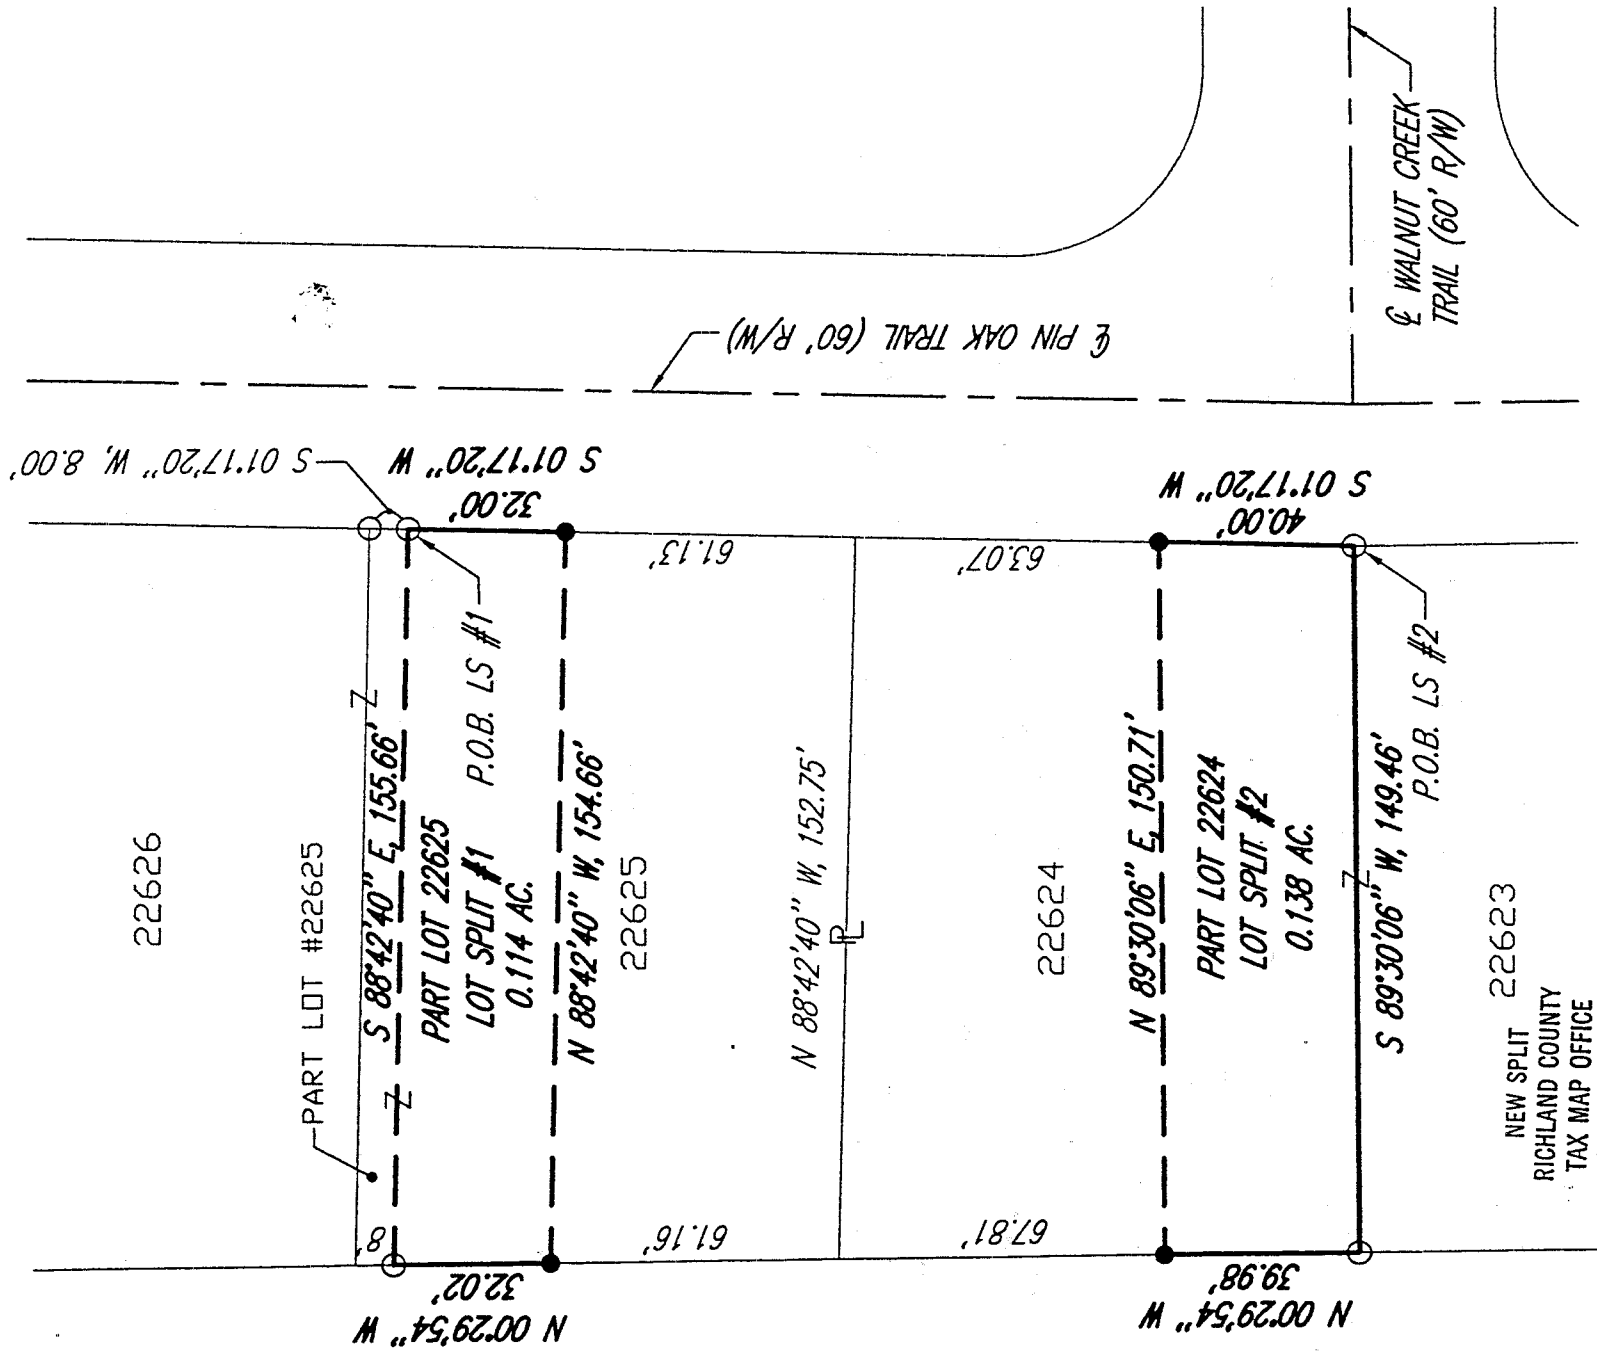 ℄ WALNUT CREEK
TRAIL (60' R/W)
℄ PIN OAK TRAIL (60' R/W)
S 01°17'20" W, 8.00'
S 01°17'20" W
32.00'
61.13'
63.07'
S 01°17'20" W
40.00'
22626
PART LOT #22625
S 88°42'40" E, 155.66'
PART LOT 22625
LOT SPLIT #1
0.114 AC.
P.O.B. LS #1
N 88°42'40" W, 154.66'
22625
N 88°42'40" W, 152.75'
PL
22624
N 89°30'06" E, 150.71'
PART LOT 22624
LOT SPLIT #2
0.138 AC.
S 89°30'06" W, 149.46'
P.O.B. LS #2
22623
NEW SPLIT
RICHLAND COUNTY
TAX MAP OFFICE
8'
32.02'
N 00°29'54" W
61.16'
67.81'
39.98'
N 00°29'54" W